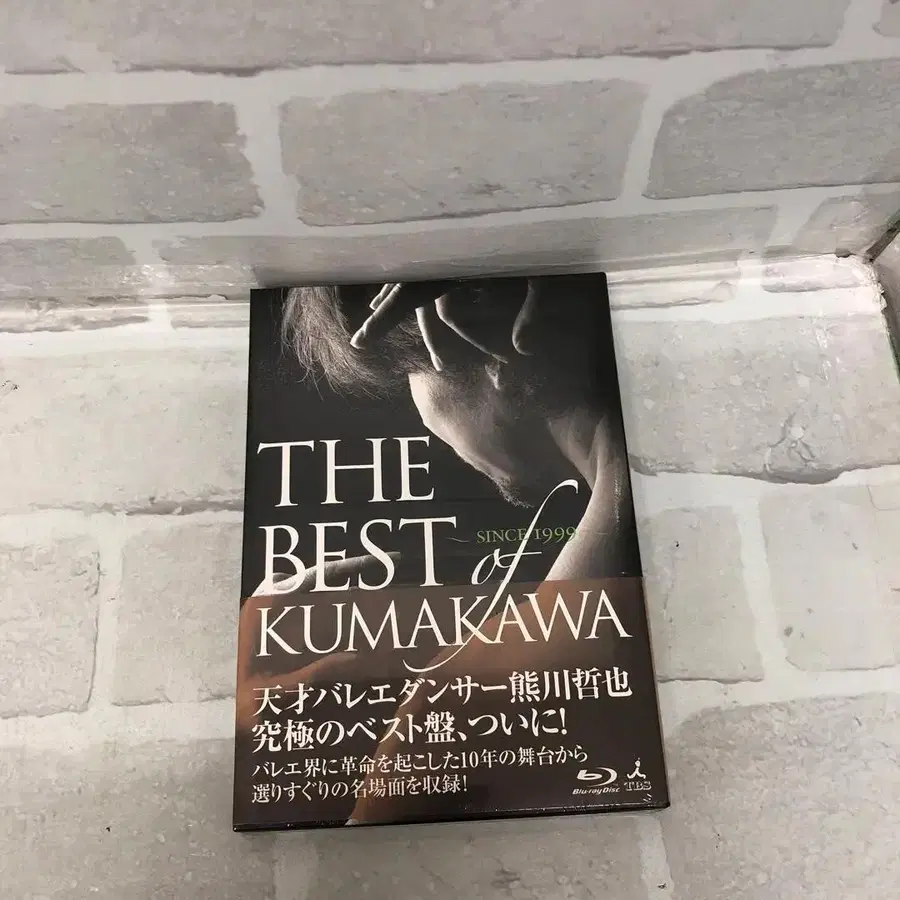 THE
BEST of
SINCE 1999
KUMAKAWA
天才バレエダンサー熊川哲也
究極のベスト盤、ついに!
バレエ界に革命を起こした10年の舞台から
選りすぐりの名場面を収録!
Blu-ray Disc
TBS